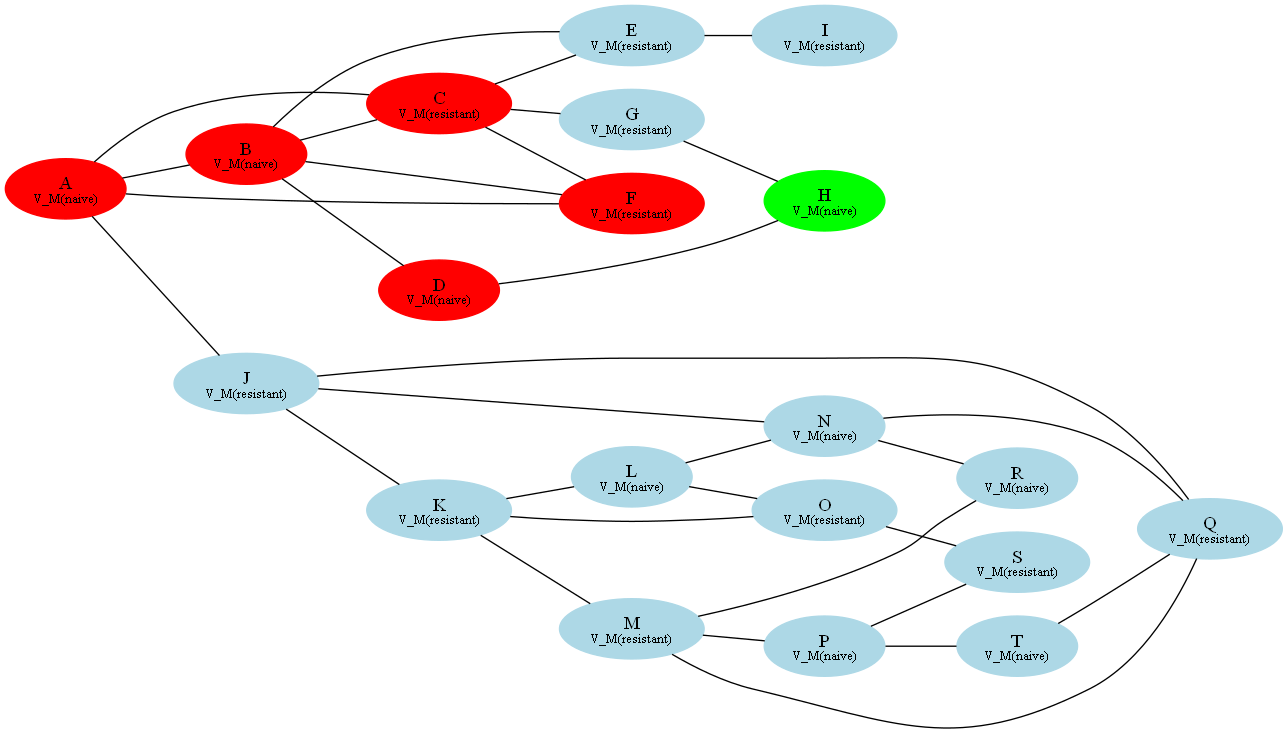 A
V_M(naive)
B
V_M(naive)
C
V_M(resistant)
E
V_M(resistant)
I
V_M(resistant)
G
V_M(resistant)
F
V_M(resistant)
H
V_M(naive)
D
V_M(naive)
J
V_M(resistant)
K
V_M(resistant)
L
V_M(naive)
N
V_M(naive)
O
V_M(resistant)
M
V_M(resistant)
P
V_M(naive)
R
V_M(naive)
S
V_M(resistant)
T
V_M(naive)
Q
V_M(resistant)